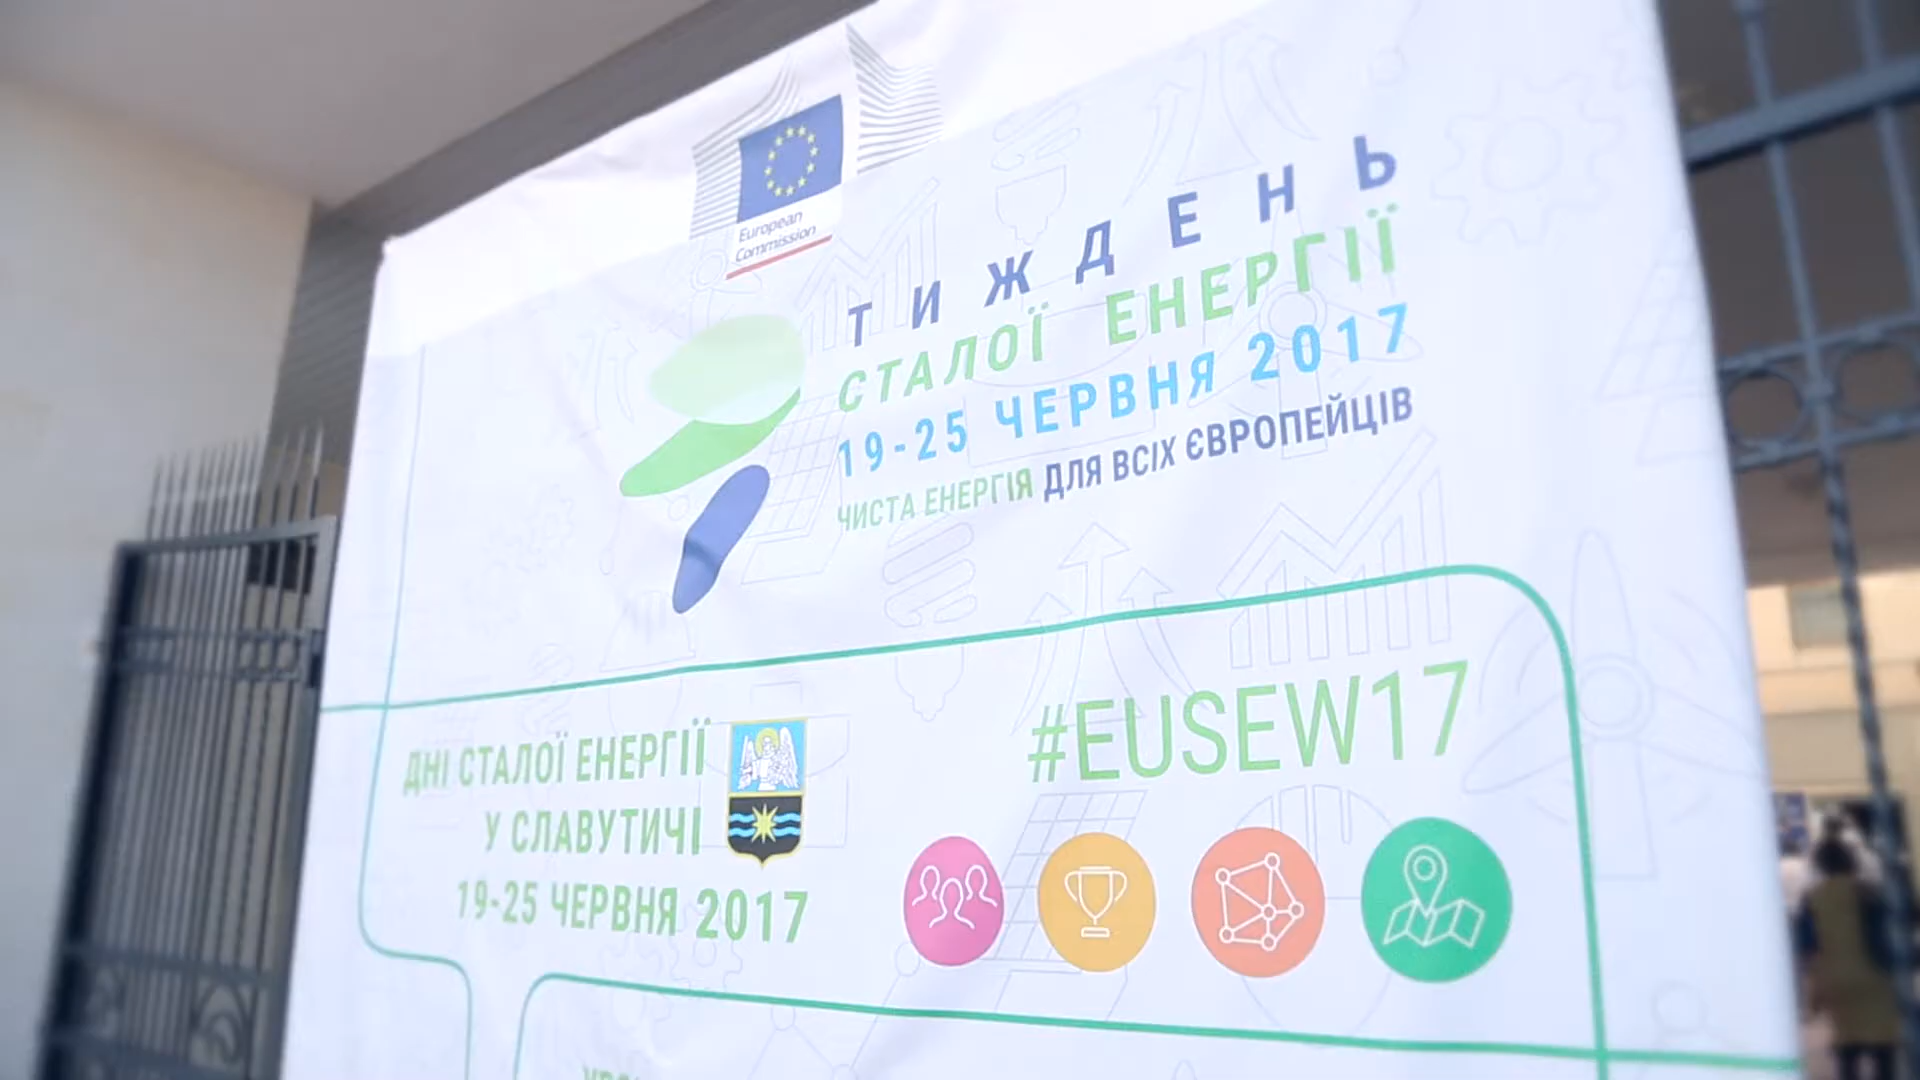 European
Commission
ТИЖДЕНЬ
СТАЛОЇ ЕНЕРГІЇ
19-25 ЧЕРВНЯ 2017
ЧИСТА ЕНЕРГІЯ ДЛЯ ВСІХ ЄВРОПЕЙЦІВ
#EUSEW17
ДНІ СТАЛОЇ ЕНЕРГІЇ
У СЛАВУТИЧІ
19-25 ЧЕРВНЯ 2017